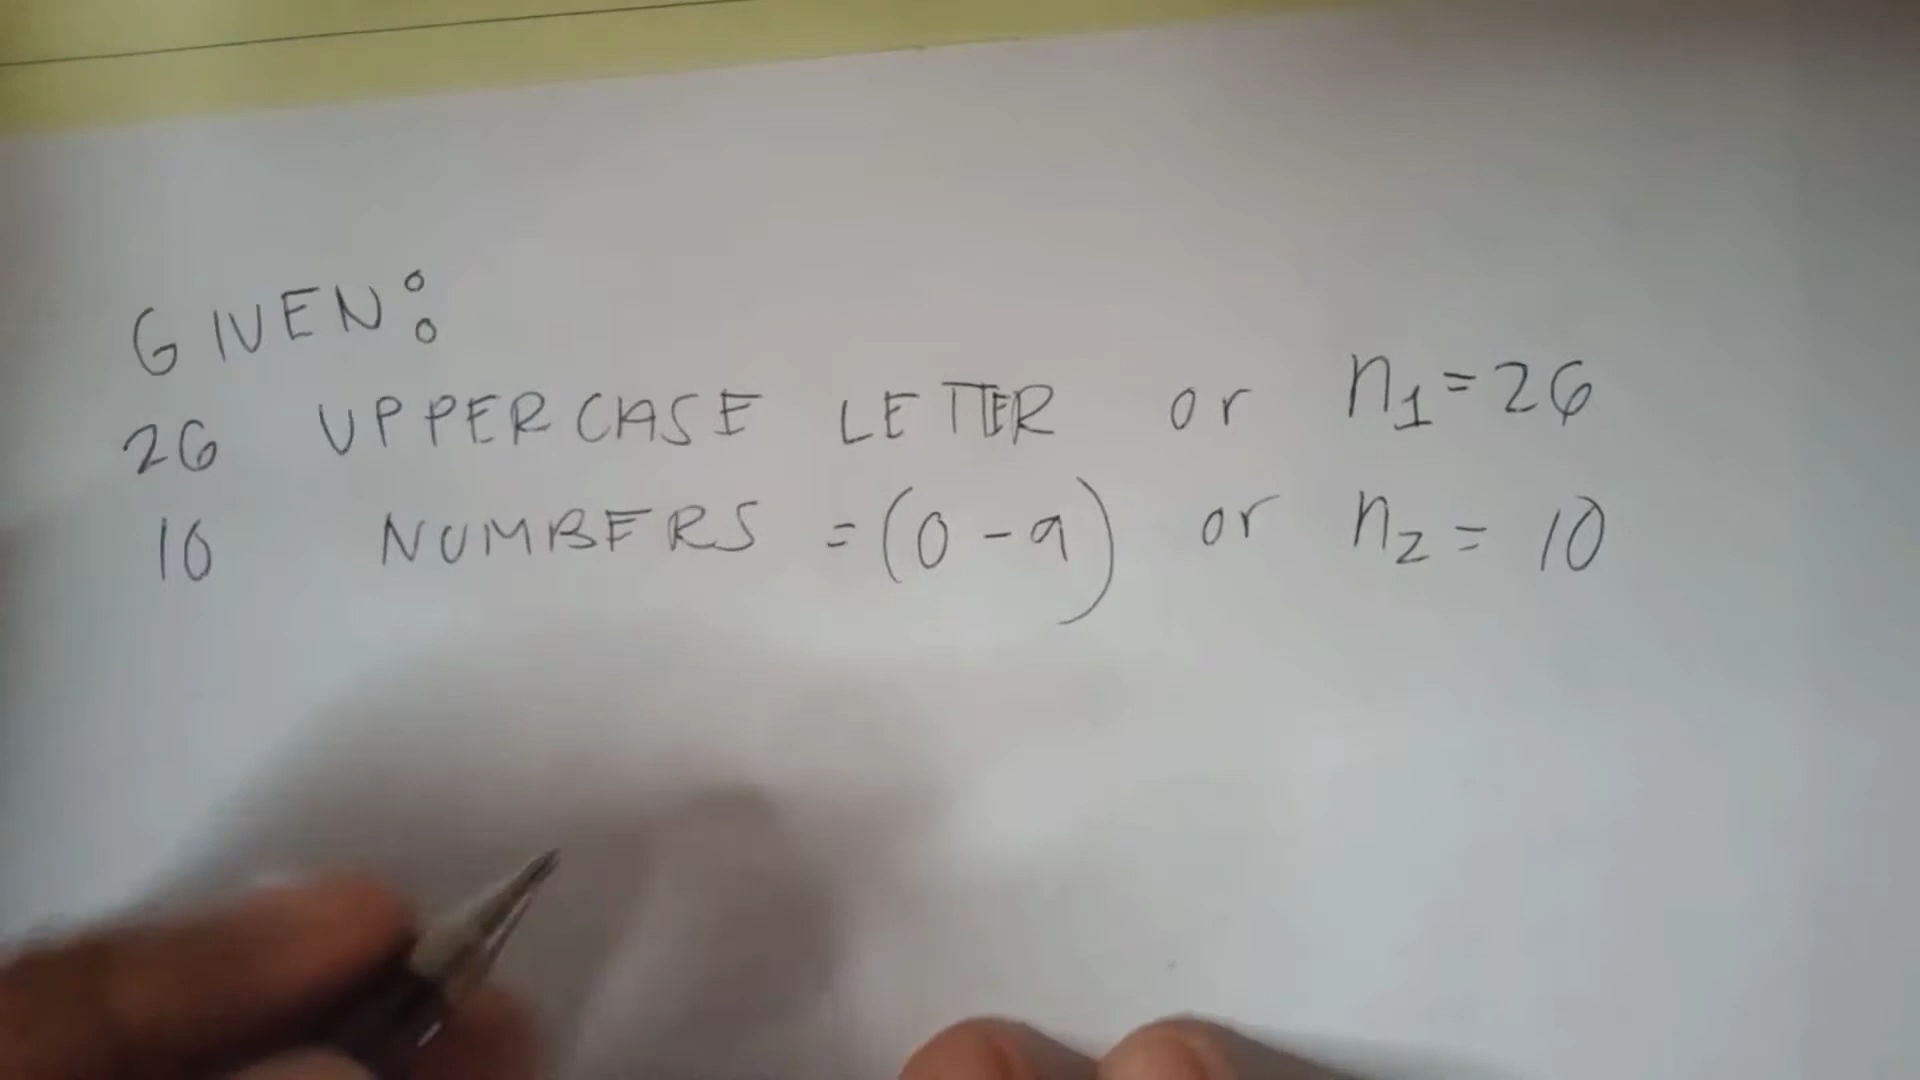 GIVEN:
26 UPPERCASE LETTER or n₁=26
10 NUMBERS = (0-9) or n₂ = 10